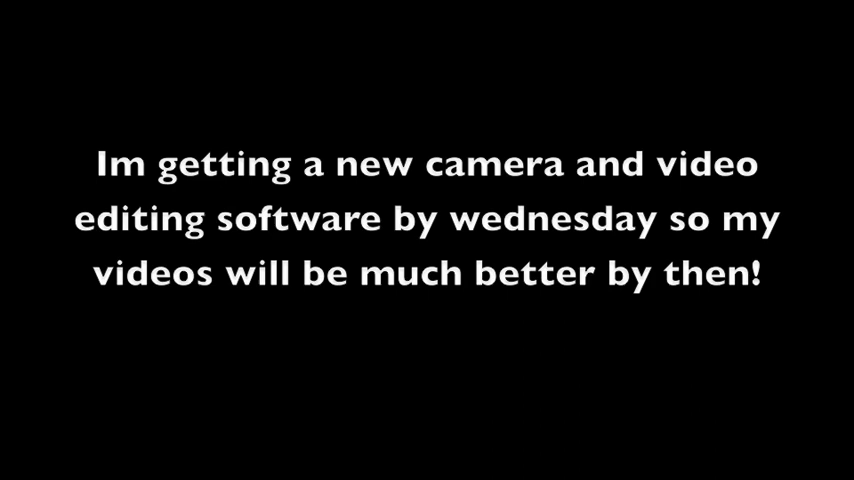 Im getting a new camera and video
editing software by wednesday so my
videos will be much better by then!